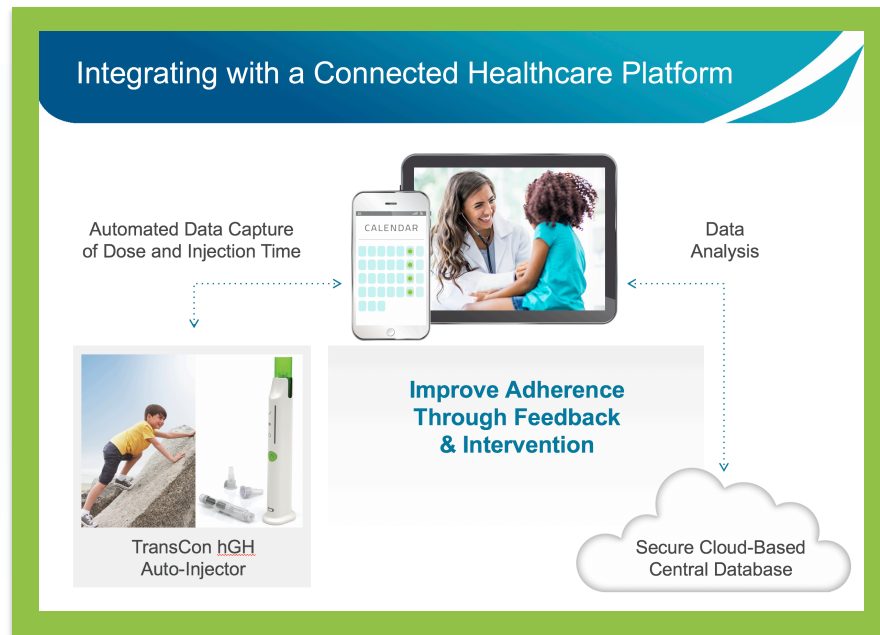 Integrating with a Connected Healthcare Platform
Automated Data Capture
of Dose and Injection Time
CALENDAR
Data
Analysis
Improve Adherence
Through Feedback
& Intervention
TransCon hGH
Auto-Injector
Secure Cloud-Based
Central Database